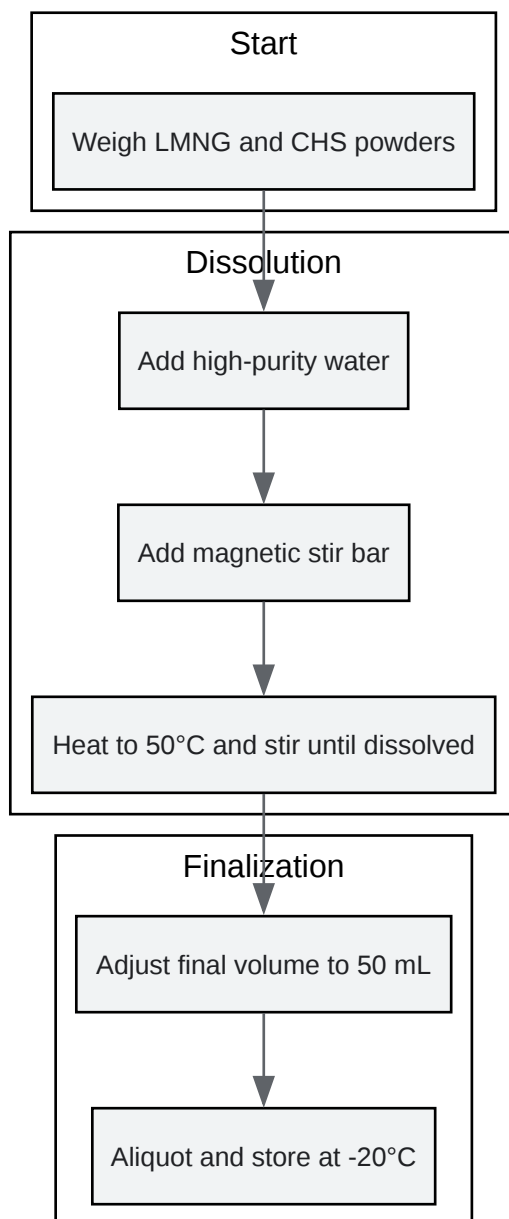 Start
Weigh LMNG and CHS powders
Dissolution
Add high-purity water
Add magnetic stir bar
Heat to 50°C and stir until dissolved
Finalization
Adjust final volume to 50 mL
Aliquot and store at -20°C